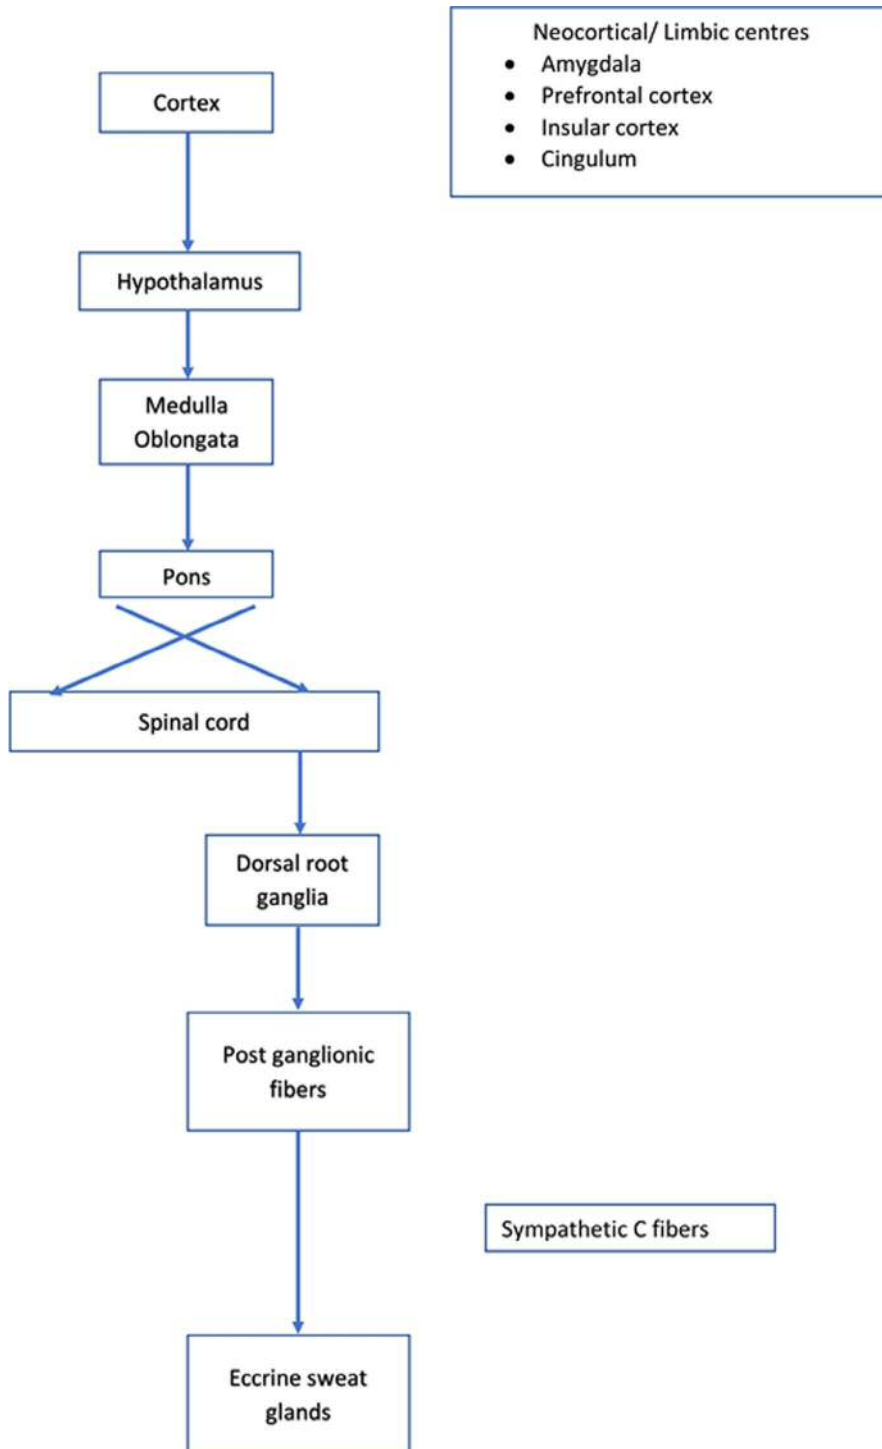 Neocortical/ Limbic centres
• Amygdala
• Prefrontal cortex
• Insular cortex
• Cingulum
Cortex
Hypothalamus
Medulla
Oblongata
Pons
Spinal cord
Dorsal root
ganglia
Post ganglionic
fibers
Sympathetic C fibers
Eccrine sweat
glands